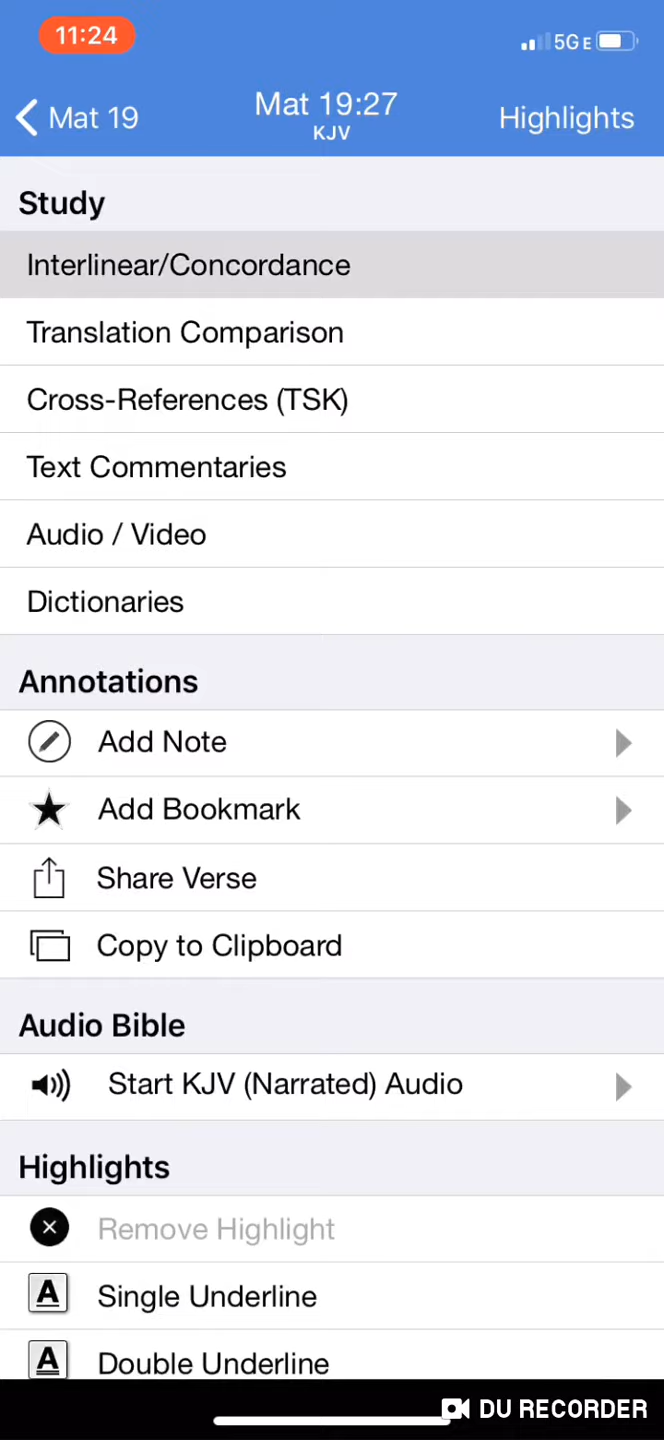 11:24
5GE
Mat 19
Mat 19:27
KJV
Highlights
Study
Interlinear/Concordance
Translation Comparison
Cross-References (TSK)
Text Commentaries
Audio / Video
Dictionaries
Annotations
Add Note
Add Bookmark
Share Verse
Copy to Clipboard
Audio Bible
Start KJV (Narrated) Audio
Highlights
Remove Highlight
A Single Underline
A Double Underline
DU RECORDER